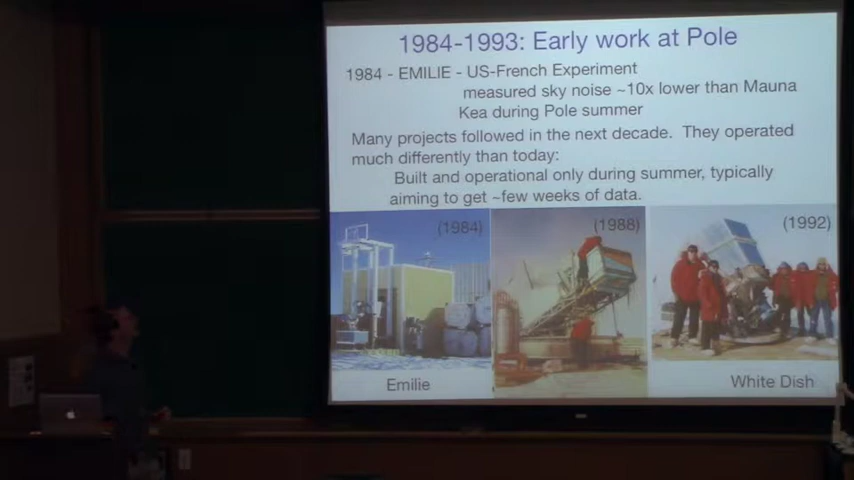 1984-1993: Early work at Pole
1984 - EMILIE - US-French Experiment
measured sky noise ~10x lower than Mauna
Kea during Pole summer
Many projects followed in the next decade. They operated
much differently than today:
Built and operational only during summer, typically
aiming to get ~few weeks of data.
(1984)
(1988)
(1992)
Emilie
White Dish